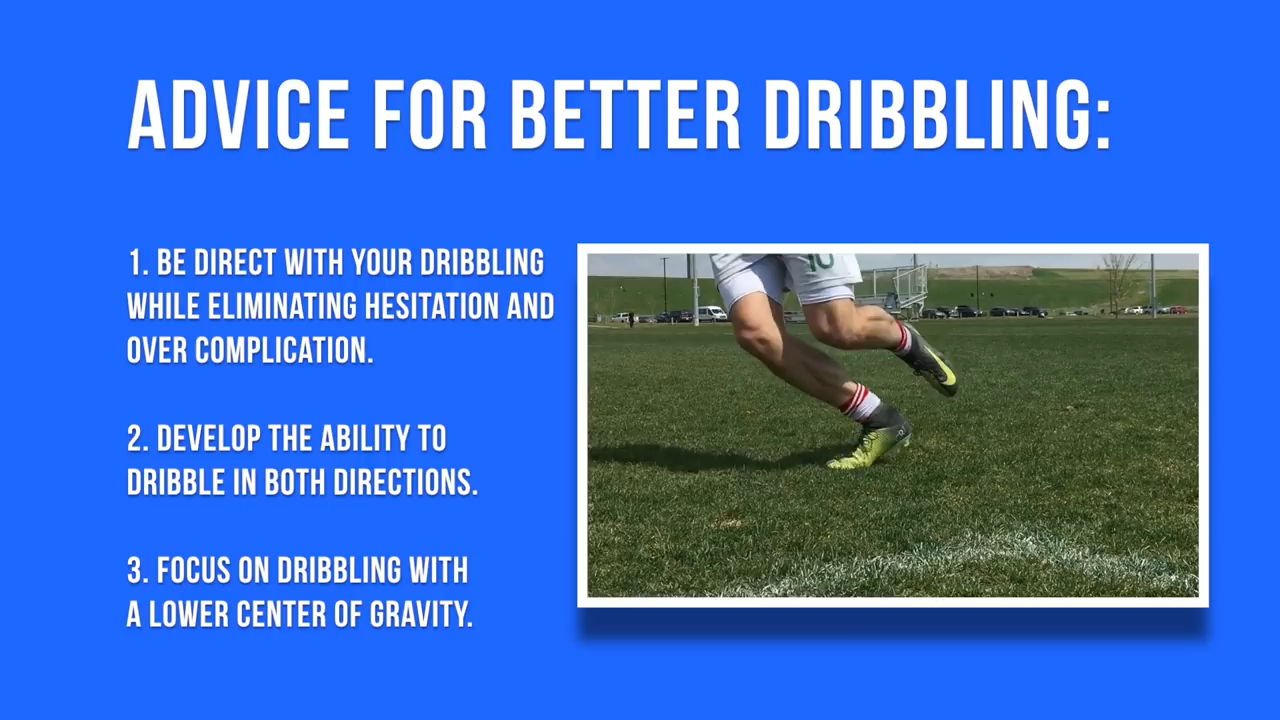 ADVICE FOR BETTER DRIBBLING:
1. BE DIRECT WITH YOUR DRIBBLING
WHILE ELIMINATING HESITATION AND
OVER COMPLICATION.
2. DEVELOP THE ABILITY TO
DRIBBLE IN BOTH DIRECTIONS.
3. FOCUS ON DRIBBLING WITH
A LOWER CENTER OF GRAVITY.
10